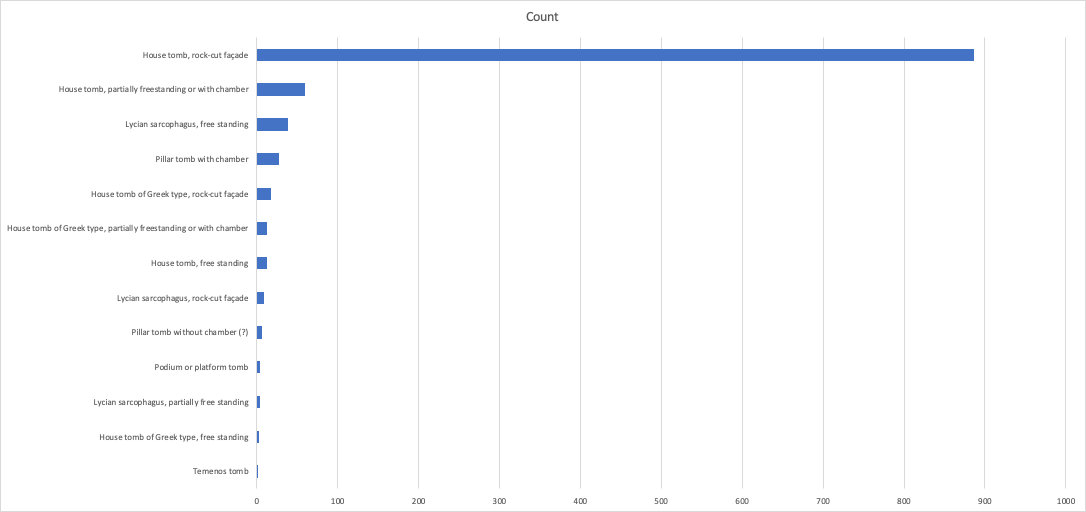 Count
House tomb, rock-cut façade
House tomb, partially freestanding or with chamber
Lycian sarcophagus, free standing
Pillar tomb with chamber
House tomb of Greek type, rock-cut façade
House tomb of Greek type, partially freestanding or with chamber
House tomb, free standing
Lycian sarcophagus, rock-cut façade
Pillar tomb without chamber (?)
Podium or platform tomb
Lycian sarcophagus, partially free standing
House tomb of Greek type, free standing
Temenos tomb
0 100 200 300 400 500 600 700 800 900 1000